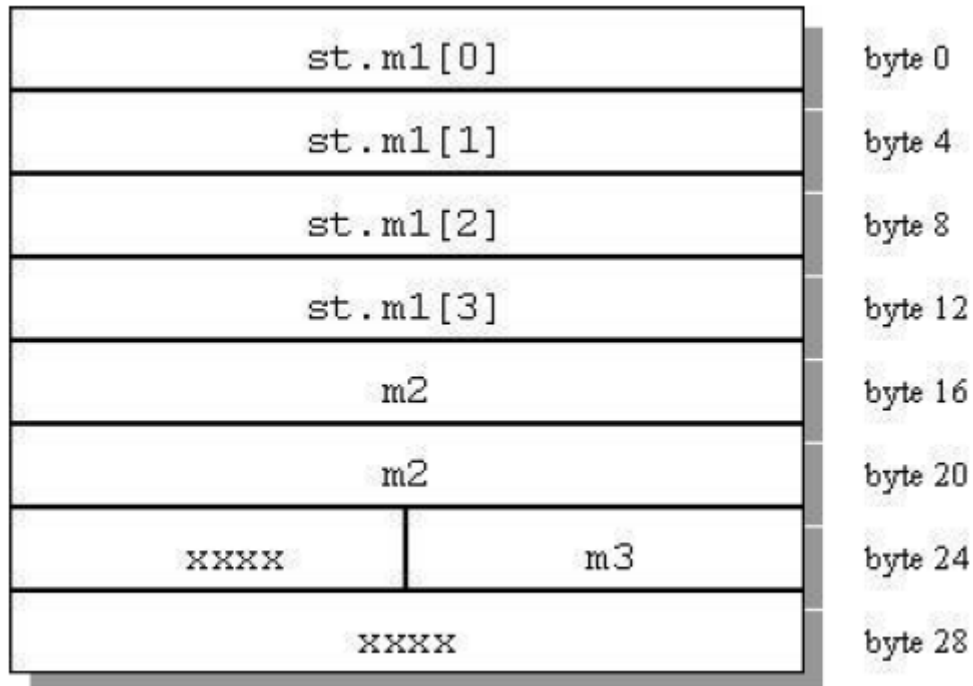 st.m1[0] byte 0
st.m1[1] byte 4
st.m1[2] byte 8
st.m1[3] byte 12
m2 byte 16
m2 byte 20
xxxx m3 byte 24
xxxx byte 28